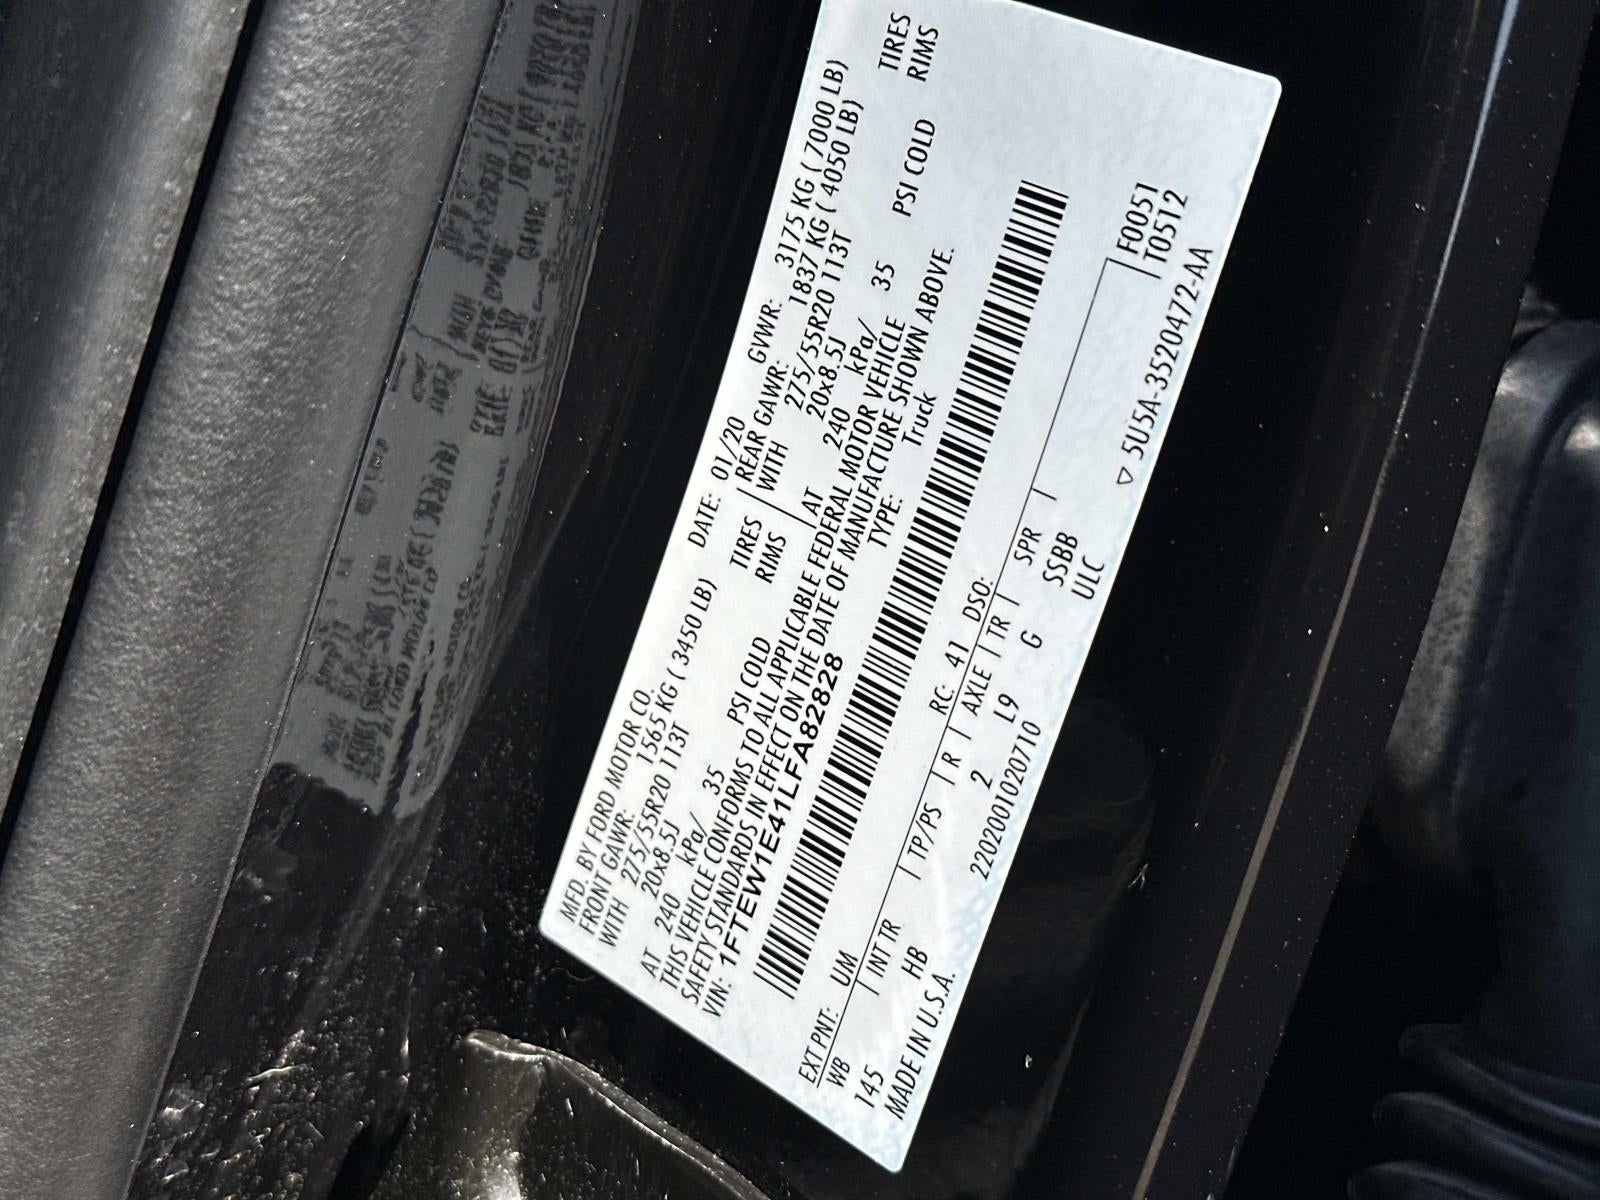 MFD. BY FORD MOTOR CO.
DATE: 01/20 GVWR: 3175 KG ( 7000 LB)
FRONT GAWR: 1565 KG ( 3450 LB) REAR GAWR: 1837 KG ( 4050 LB)
WITH 275/55R20 113T TIRES WITH 275/55R20 113T TIRES
20x8.5J RIMS 20x8.5J RIMS
AT 240 kPa/ 35 PSI COLD AT 240 kPa/ 35 PSI COLD
THIS VEHICLE CONFORMS TO ALL APPLICABLE FEDERAL MOTOR VEHICLE
SAFETY STANDARDS IN EFFECT ON THE DATE OF MANUFACTURE SHOWN ABOVE.
VIN: 1FTEW1E41LFA82828 TYPE: Truck
EXT PNT: UM RC: 41 DSO: F0051
WB INT TR TP/PS R AXLE TR SPR T0512
145 HB 2 L9 G SSBB
ULC
MADE IN U.S.A. 2202001020710 ▽ 5U5A-3520472-AA